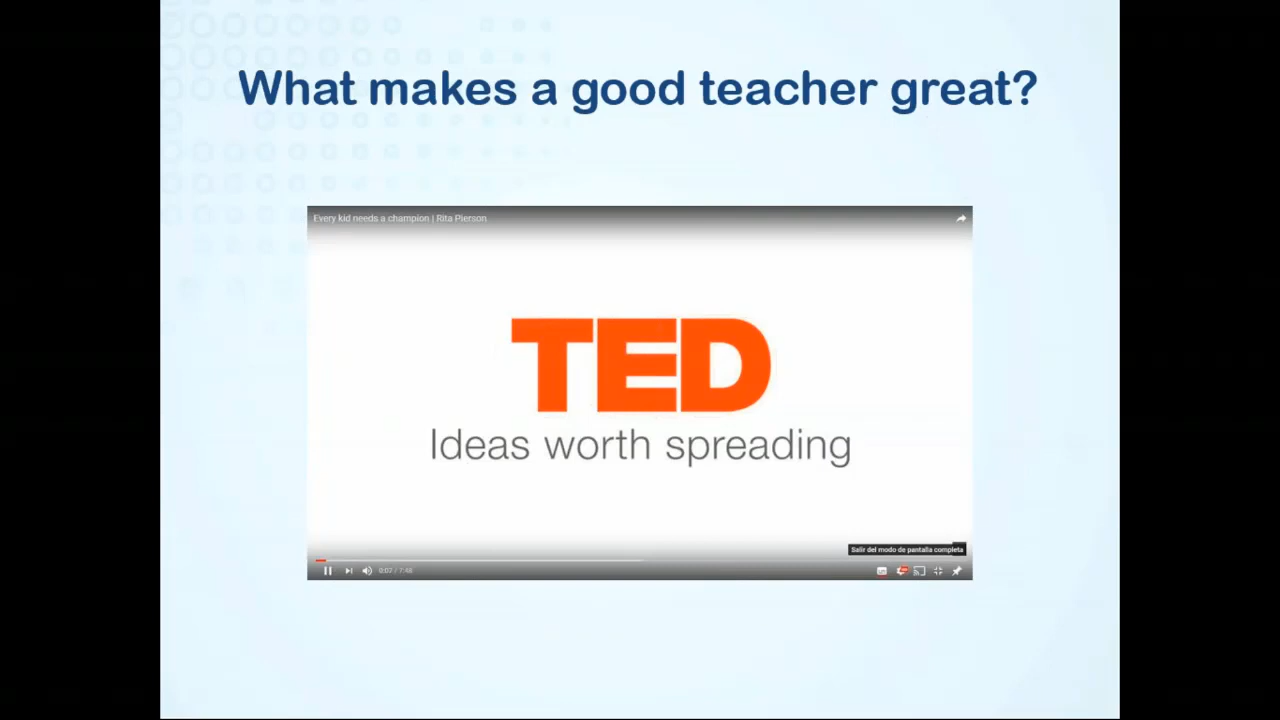 What makes a good teacher great?
Every kid needs a champion | Rita Pierson
TED
Ideas worth spreading
Salir del modo de pantalla completa
0:07 / 7:48